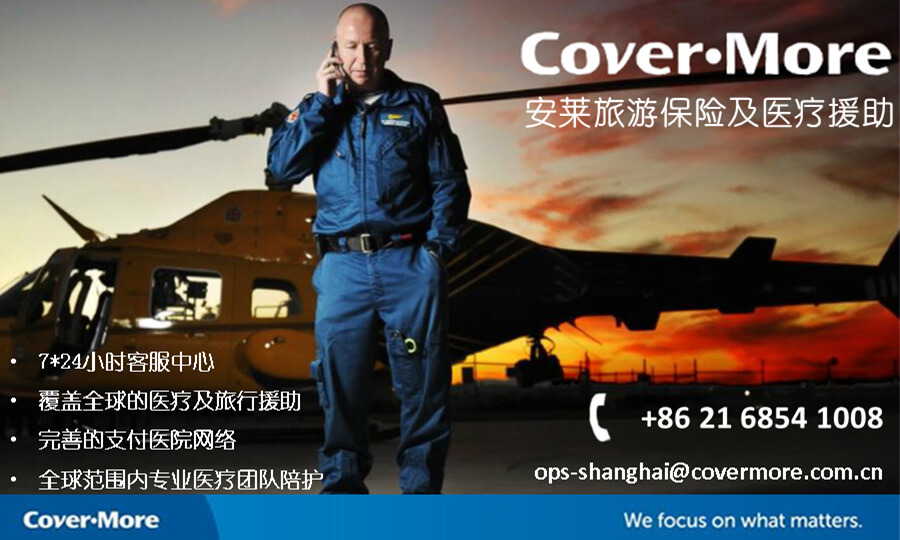 Cover•More
安莱旅游保险及医疗援助
• 7*24小时客服中心
• 覆盖全球的医疗及旅行援助
• 完善的支付医院网络
• 全球范围内专业医疗团队陪护
+86 21 6854 1008
ops-shanghai@covermore.com.cn
Cover•More
We focus on what matters.